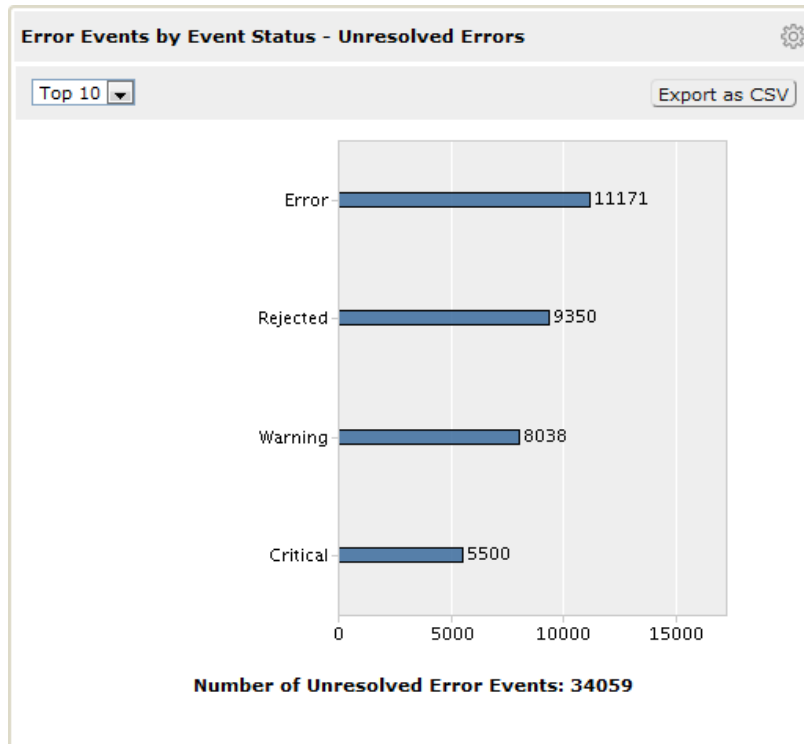 Error Events by Event Status - Unresolved Errors
Top 10
Export as CSV
Error
11171
Rejected
9350
Warning
8038
Critical
5500
0 5000 10000 15000
Number of Unresolved Error Events: 34059